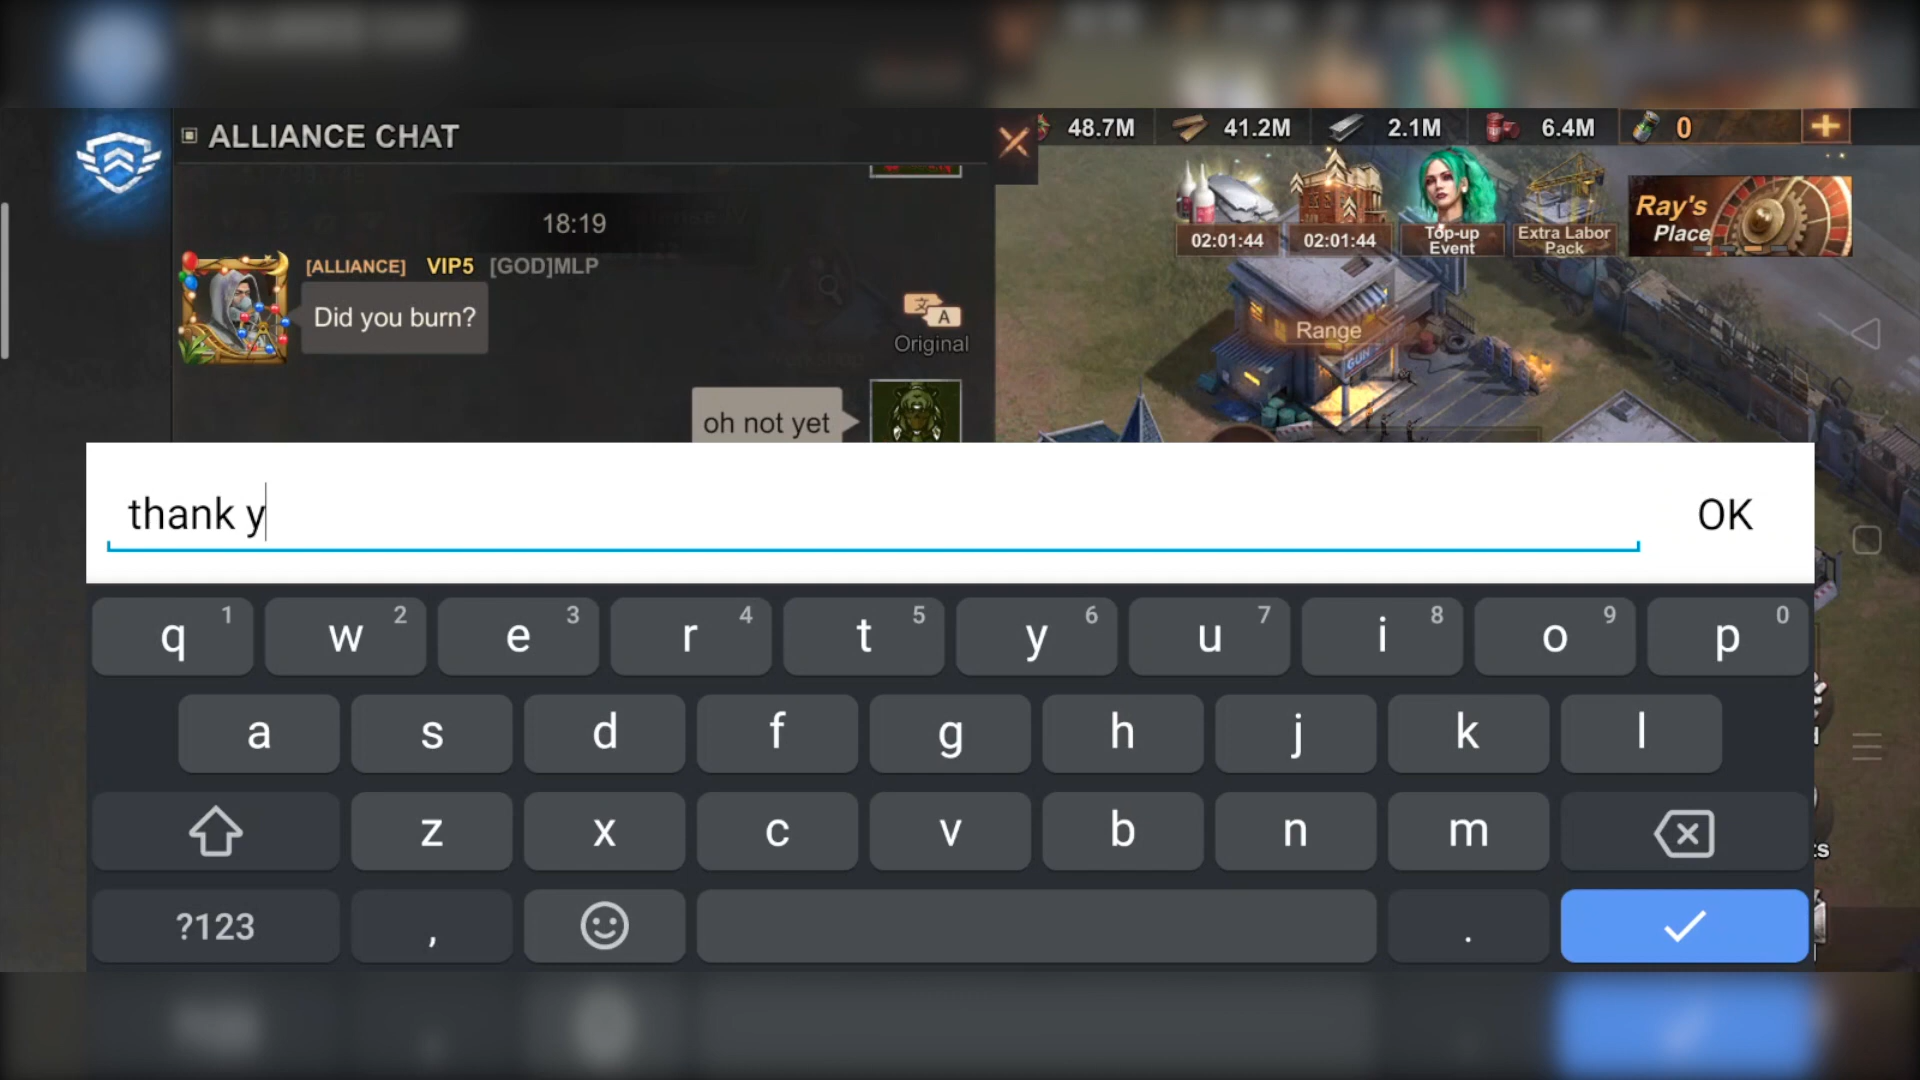 ALLIANCE CHAT
48.7M
41.2M
2.1M
6.4M
0
18:19
[ALLIANCE] VIP5 [GOD]MLP
Did you burn?
Original
oh not yet
02:01:44
02:01:44
Top-up
Event
Extra Labor
Pack
Ray's
Place
Range
GUN
thank y
OK
q 1 w 2 e 3 r 4 t 5 y 6 u 7 i 8 o 9 p 0
a s d f g h j k l
z x c v b n m
?123 , .